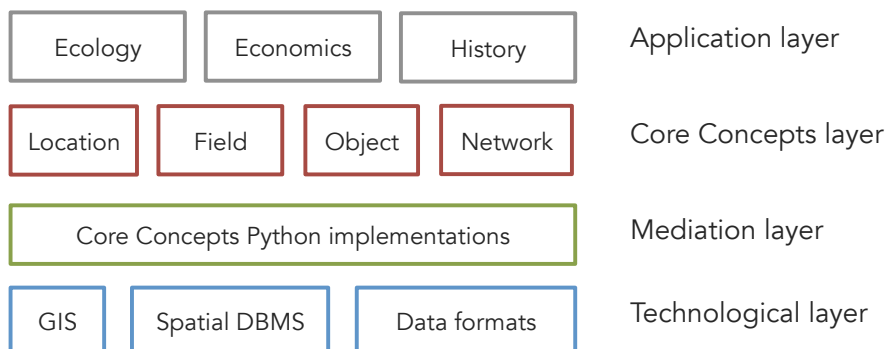 Ecology Economics History Application layer
Location Field Object Network Core Concepts layer
Core Concepts Python implementations Mediation layer
GIS Spatial DBMS Data formats Technological layer